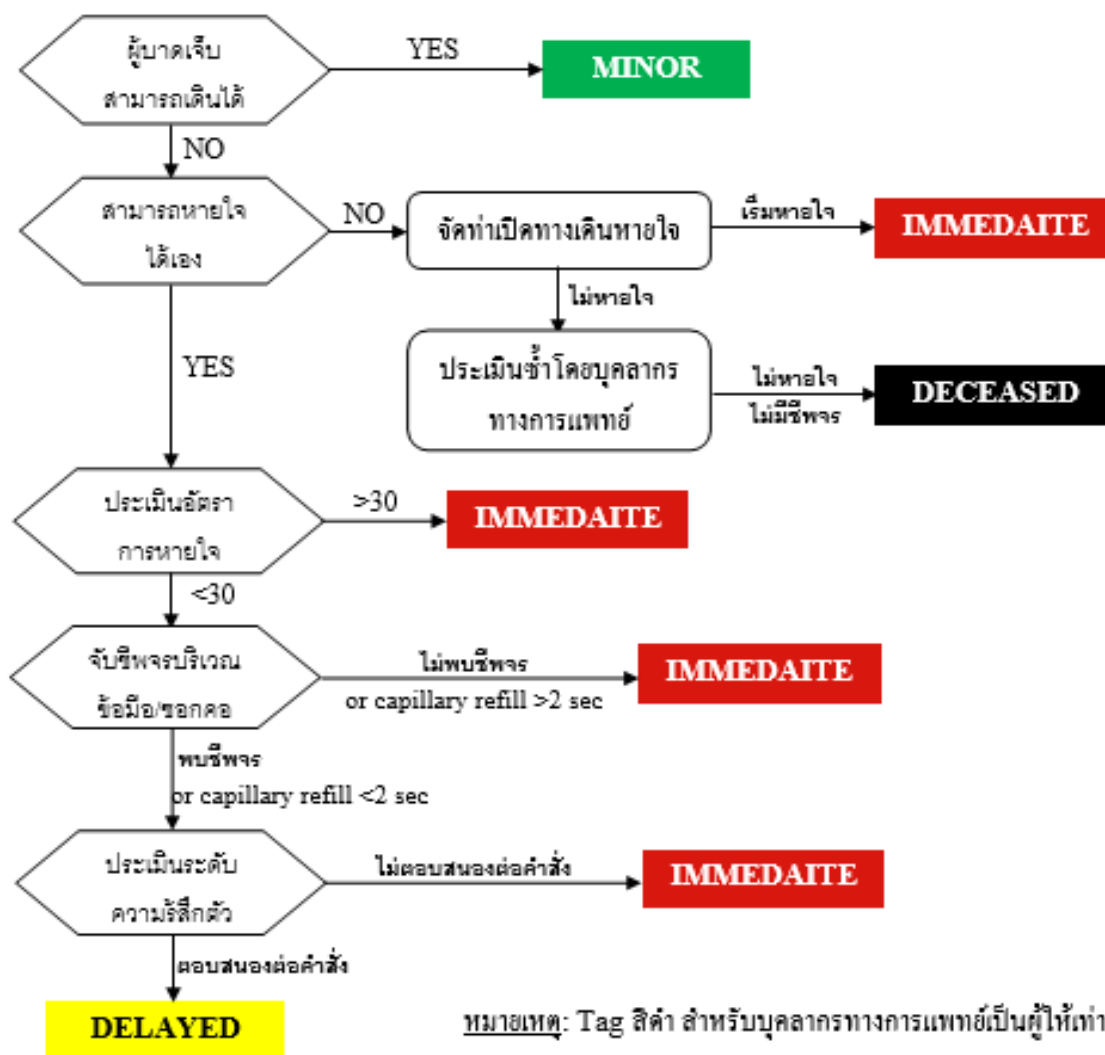 ผู้บาดเจ็บ
สามารถเดินได้
YES
MINOR
NO
สามารถหายใจ
ได้เอง
NO
จัดท่าเปิดทางเดินหายใจ
เริ่มหายใจ
IMMEDAITE
ไม่หายใจ
YES
ประเมินซ้ำโดยบุคลากร
ทางการแพทย์
ไม่หายใจ
ไม่มีชีพจร
DECEASED
ประเมินอัตรา
การหายใจ
>30
IMMEDAITE
<30
จับชีพจรบริเวณ
ข้อมือ/ซอกคอ
ไม่พบชีพจร
or capillary refill >2 sec
IMMEDAITE
พบชีพจร
or capillary refill <2 sec
ประเมินระดับ
ความรู้สึกตัว
ไม่ตอบสนองต่อคำสั่ง
IMMEDAITE
ตอบสนองต่อคำสั่ง
DELAYED
หมายเหตุ: Tag สีดำ สำหรับบุคลากรทางการแพทย์เป็นผู้ให้เท่า